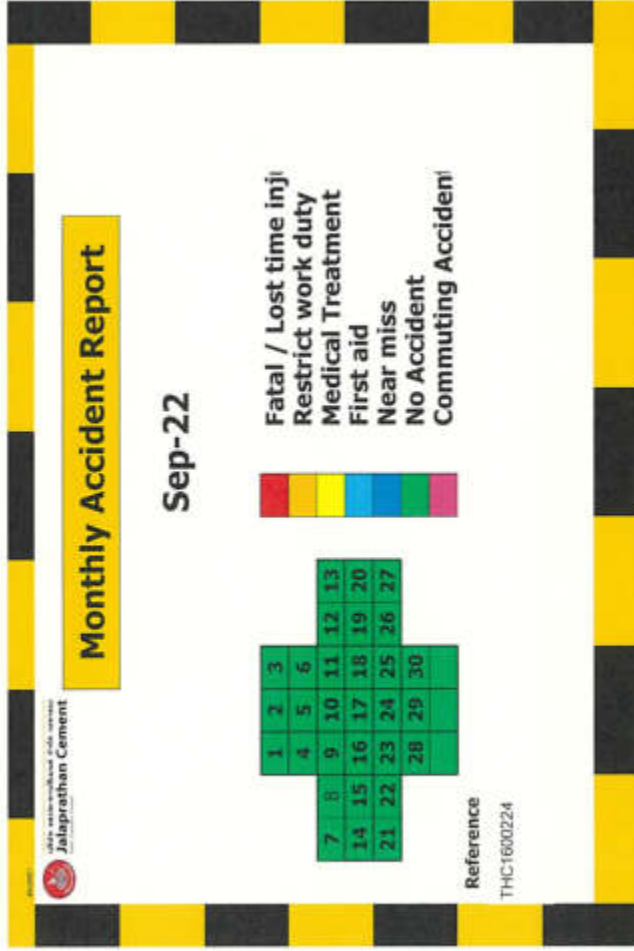 Jalaprathan Cement
Monthly Accident Report
Sep-22
1 2 3
4 5 6
7 8 9 10 11 12 13
14 15 16 17 18 19 20
21 22 23 24 25 26 27
28 29 30
Fatal / Lost time inj
Restrict work duty
Medical Treatment
First aid
Near miss
No Accident
Commuting Acciden
Reference
THC1600224